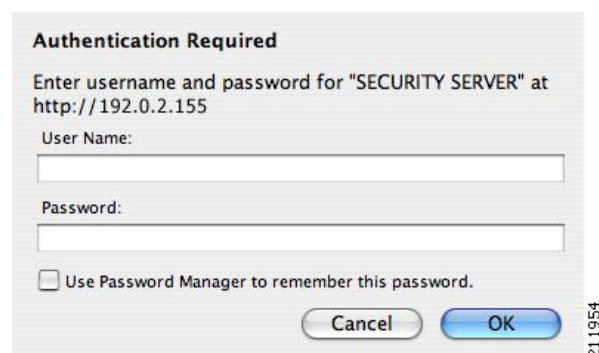 Authentication Required
Enter username and password for "SECURITY SERVER" at
http://192.0.2.155
User Name:
Password:
Use Password Manager to remember this password.
Cancel OK
211954